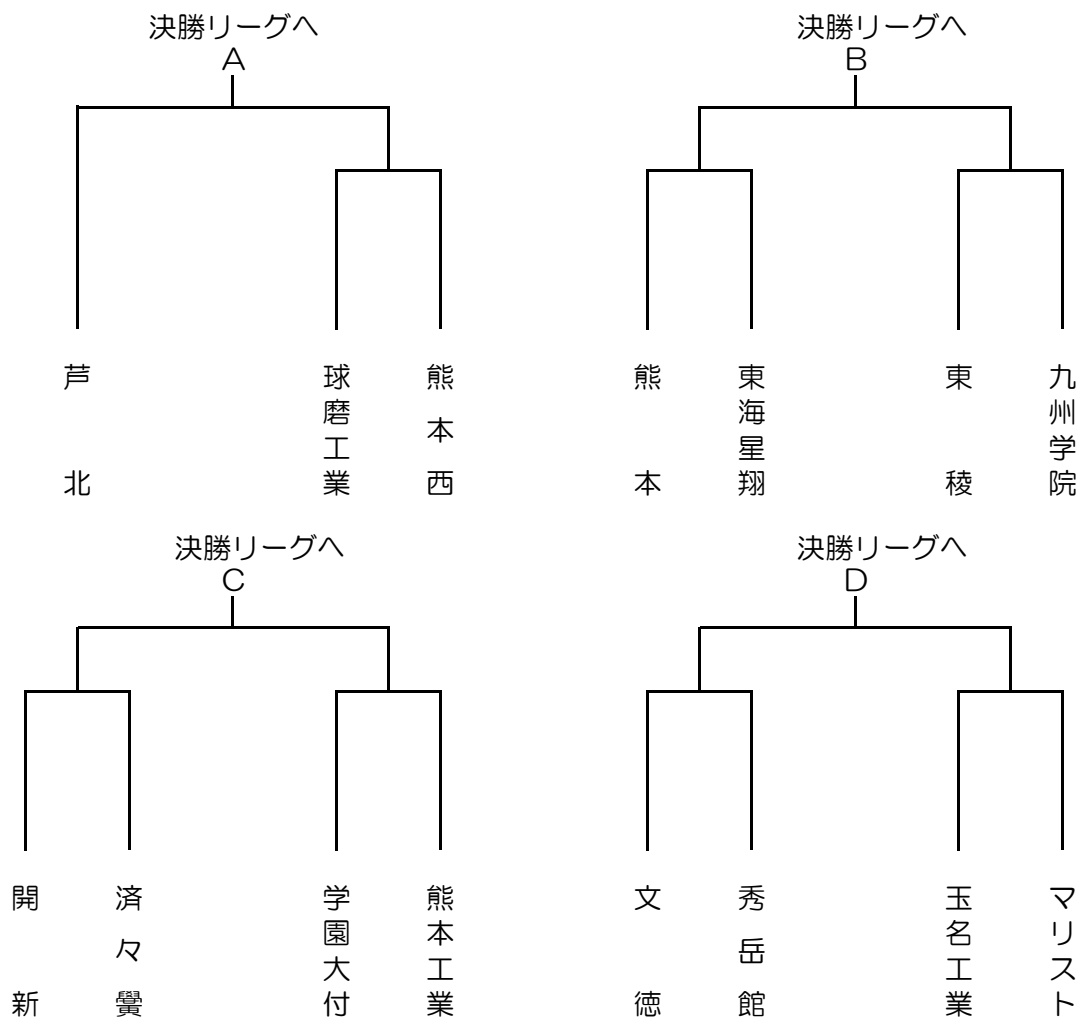 決勝リーグへ
A
芦北
球磨工業
熊本西
決勝リーグへ
B
熊本
東海星翔
東稜
九州学院
決勝リーグへ
C
開新
済々黌
学園大付
熊本工業
決勝リーグへ
D
文徳
秀岳館
玉名工業
マリスト